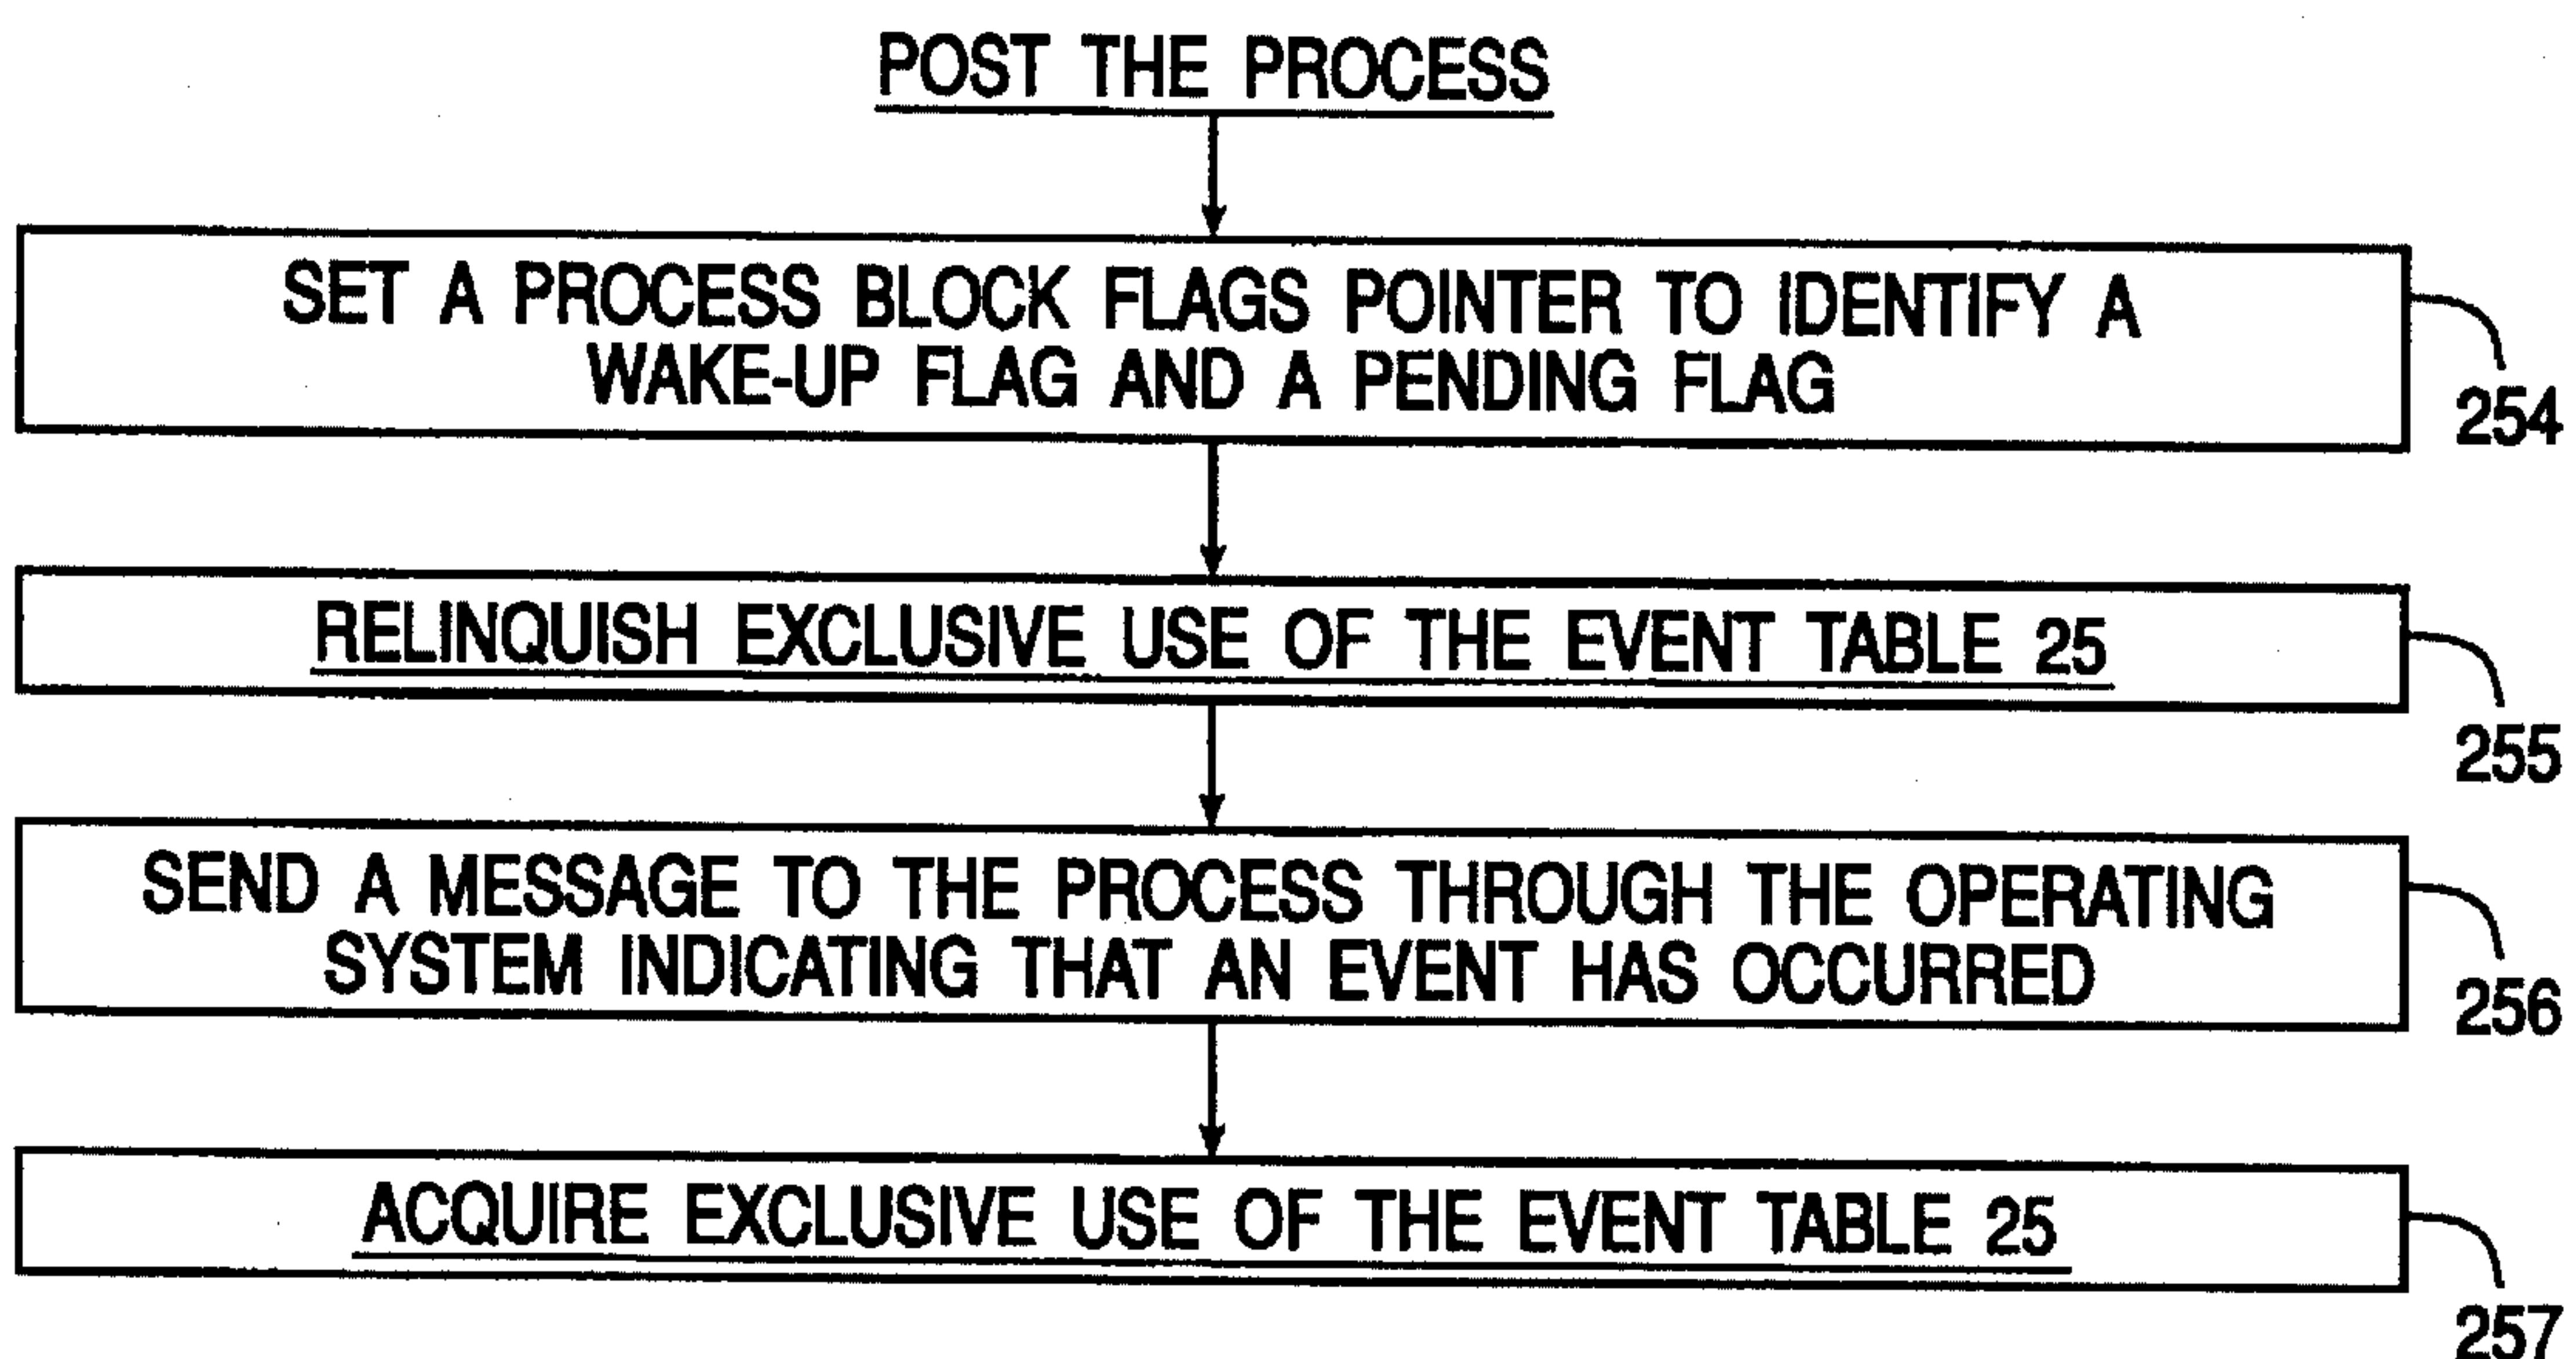 POST THE PROCESS
SET A PROCESS BLOCK FLAGS POINTER TO IDENTIFY A
WAKE-UP FLAG AND A PENDING FLAG
254
RELINQUISH EXCLUSIVE USE OF THE EVENT TABLE 25
255
SEND A MESSAGE TO THE PROCESS THROUGH THE OPERATING
SYSTEM INDICATING THAT AN EVENT HAS OCCURRED
256
ACQUIRE EXCLUSIVE USE OF THE EVENT TABLE 25
257